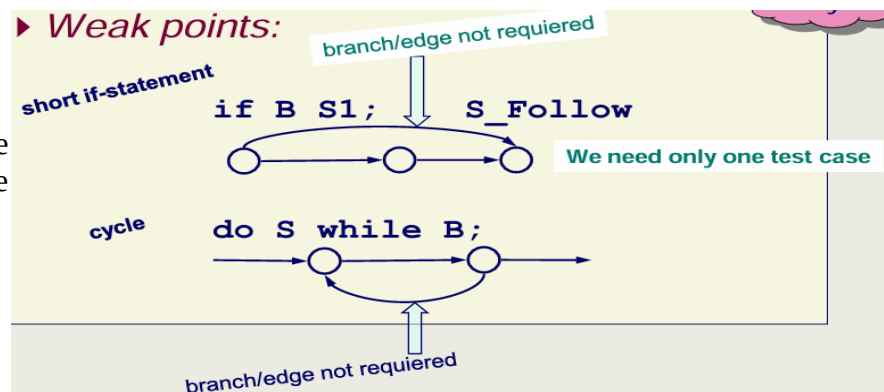 Weak points:
branch/edge not requiered
short if-statement
if B S1; S_Follow
We need only one test case
cycle
do S while B;
branch/edge not requiered